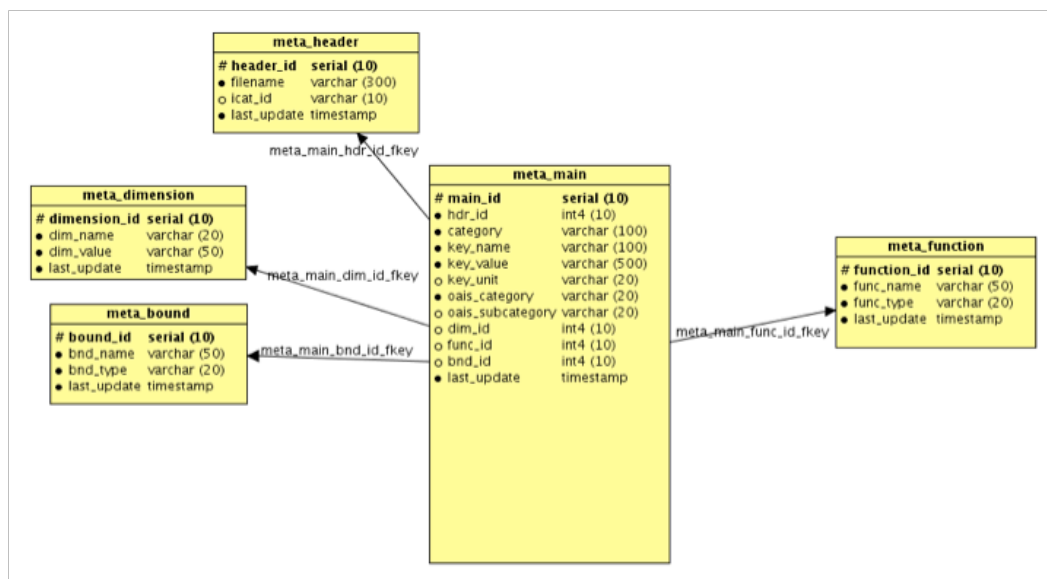 meta_header
# header_id serial (10)
● filename varchar (300)
○ icat_id varchar (10)
● last_update timestamp
meta_main_hdr_id_fkey
meta_dimension
# dimension_id serial (10)
● dim_name varchar (20)
● dim_value varchar (50)
● last_update timestamp
meta_main_dim_id_fkey
meta_bound
# bound_id serial (10)
● bnd_name varchar (50)
● bnd_type varchar (20)
● last_update timestamp
meta_main_bnd_id_fkey
meta_main
# main_id serial (10)
● hdr_id int4 (10)
● category varchar (100)
● key_name varchar (100)
● key_value varchar (500)
○ key_unit varchar (20)
● oais_category varchar (20)
○ oais_subcategory varchar (20)
○ dim_id int4 (10)
○ func_id int4 (10)
○ bnd_id int4 (10)
● last_update timestamp
meta_main_func_id_fkey
meta_function
# function_id serial (10)
● func_name varchar (50)
● func_type varchar (20)
● last_update timestamp